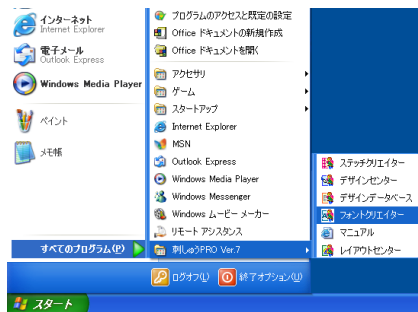 インターネット
Internet Explorer
電子メール
Outlook Express
Windows Media Player
ペイント
メモ帳
すべてのプログラム(P)
プログラムのアクセスと既定の設定
Office ドキュメントの新規作成
Office ドキュメントを開く
アクセサリ
ゲーム
スタートアップ
Internet Explorer
MSN
Outlook Express
Windows Media Player
Windows Messenger
Windows ムービー メーカー
リモート アシスタンス
刺しゅうPRO Ver.7
ステッチクリエイター
デザインセンター
デザインデータベース
フォントクリエイター
マニュアル
レイアウトセンター
ログオフ(L)
終了オプション(U)
スタート